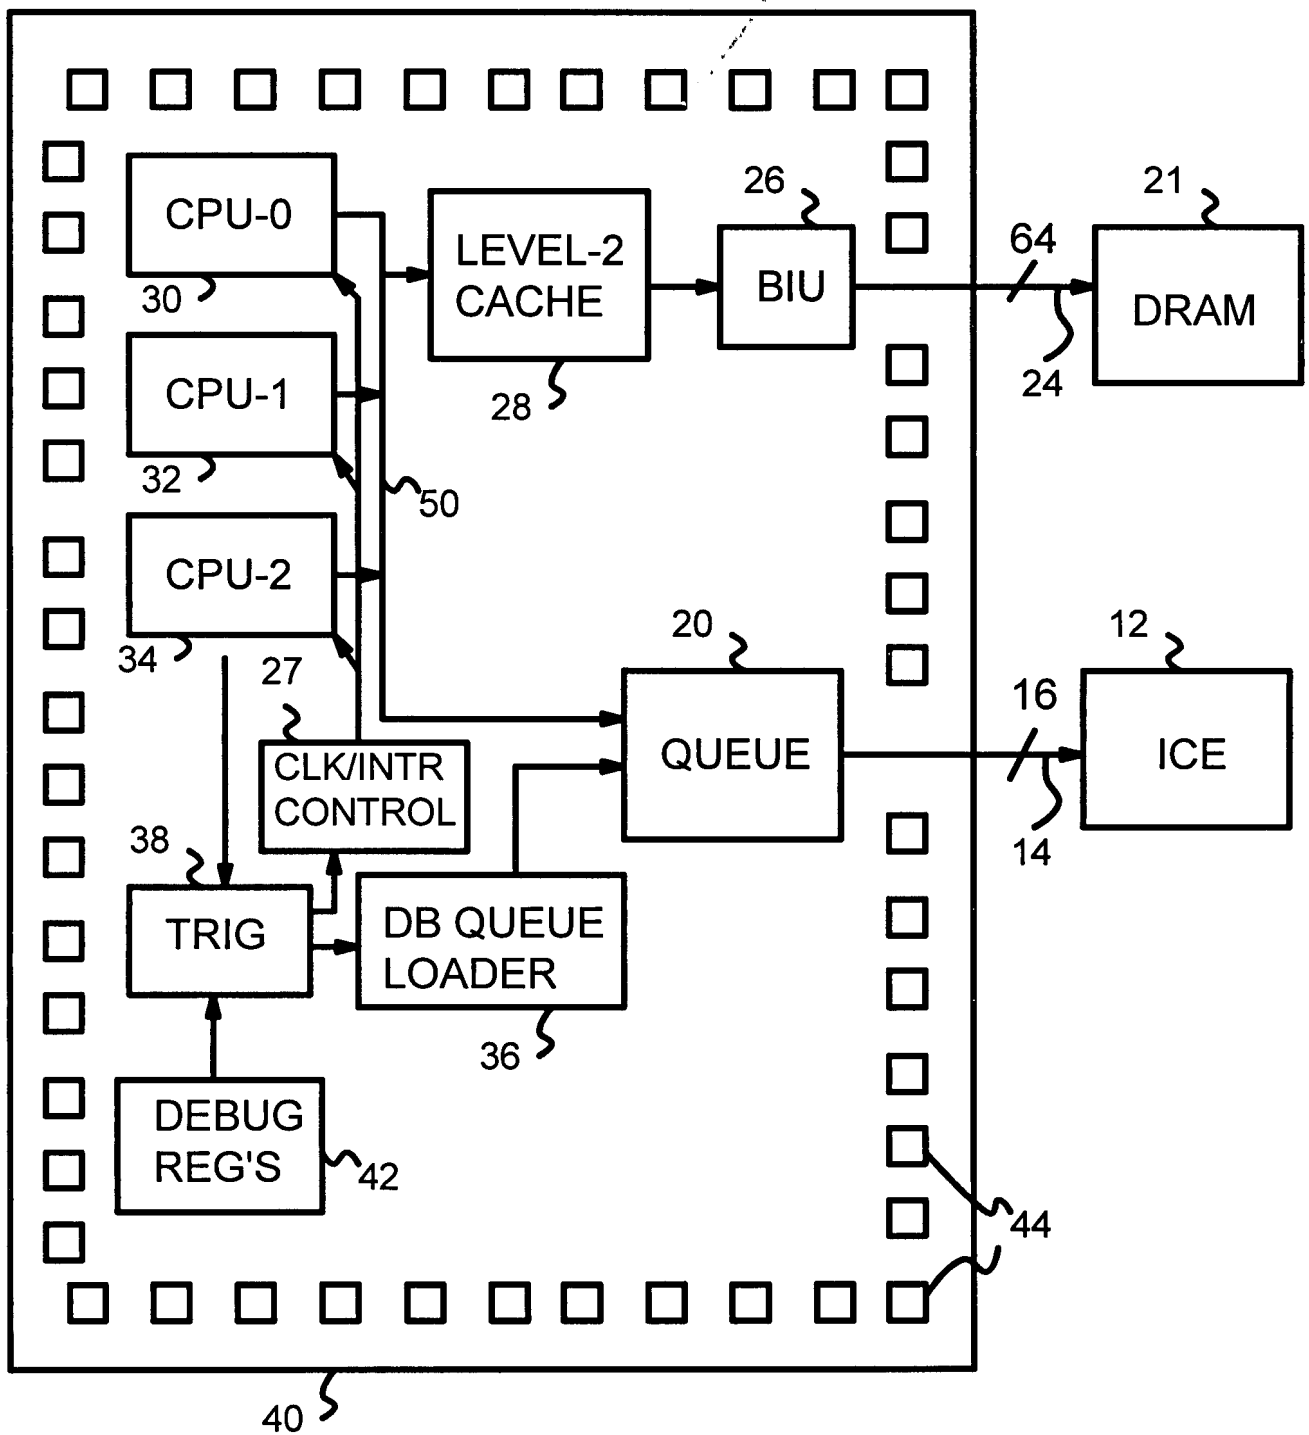 CPU-0
30
CPU-1
32
CPU-2
34
50
LEVEL-2
CACHE
28
26
BIU
64
24
21
DRAM
27
CLK/INTR
CONTROL
20
QUEUE
16
14
12
ICE
38
TRIG
DB QUEUE
LOADER
36
DEBUG
REG'S
42
44
40